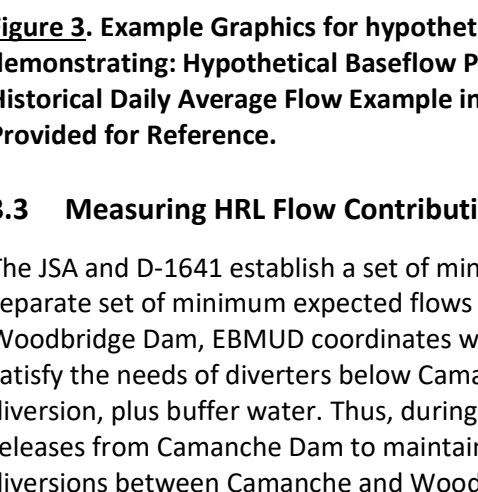 Figure 3. Example Graphics for hypothet
demonstrating: Hypothetical Baseflow P
Historical Daily Average Flow Example in
Provided for Reference.
3.3 Measuring HRL Flow Contributi
The JSA and D-1641 establish a set of min
separate set of minimum expected flows
Woodbridge Dam, EBMUD coordinates w
satisfy the needs of diverters below Cama
diversion, plus buffer water. Thus, during
releases from Camanche Dam to maintain
diversions between Camanche and Wood